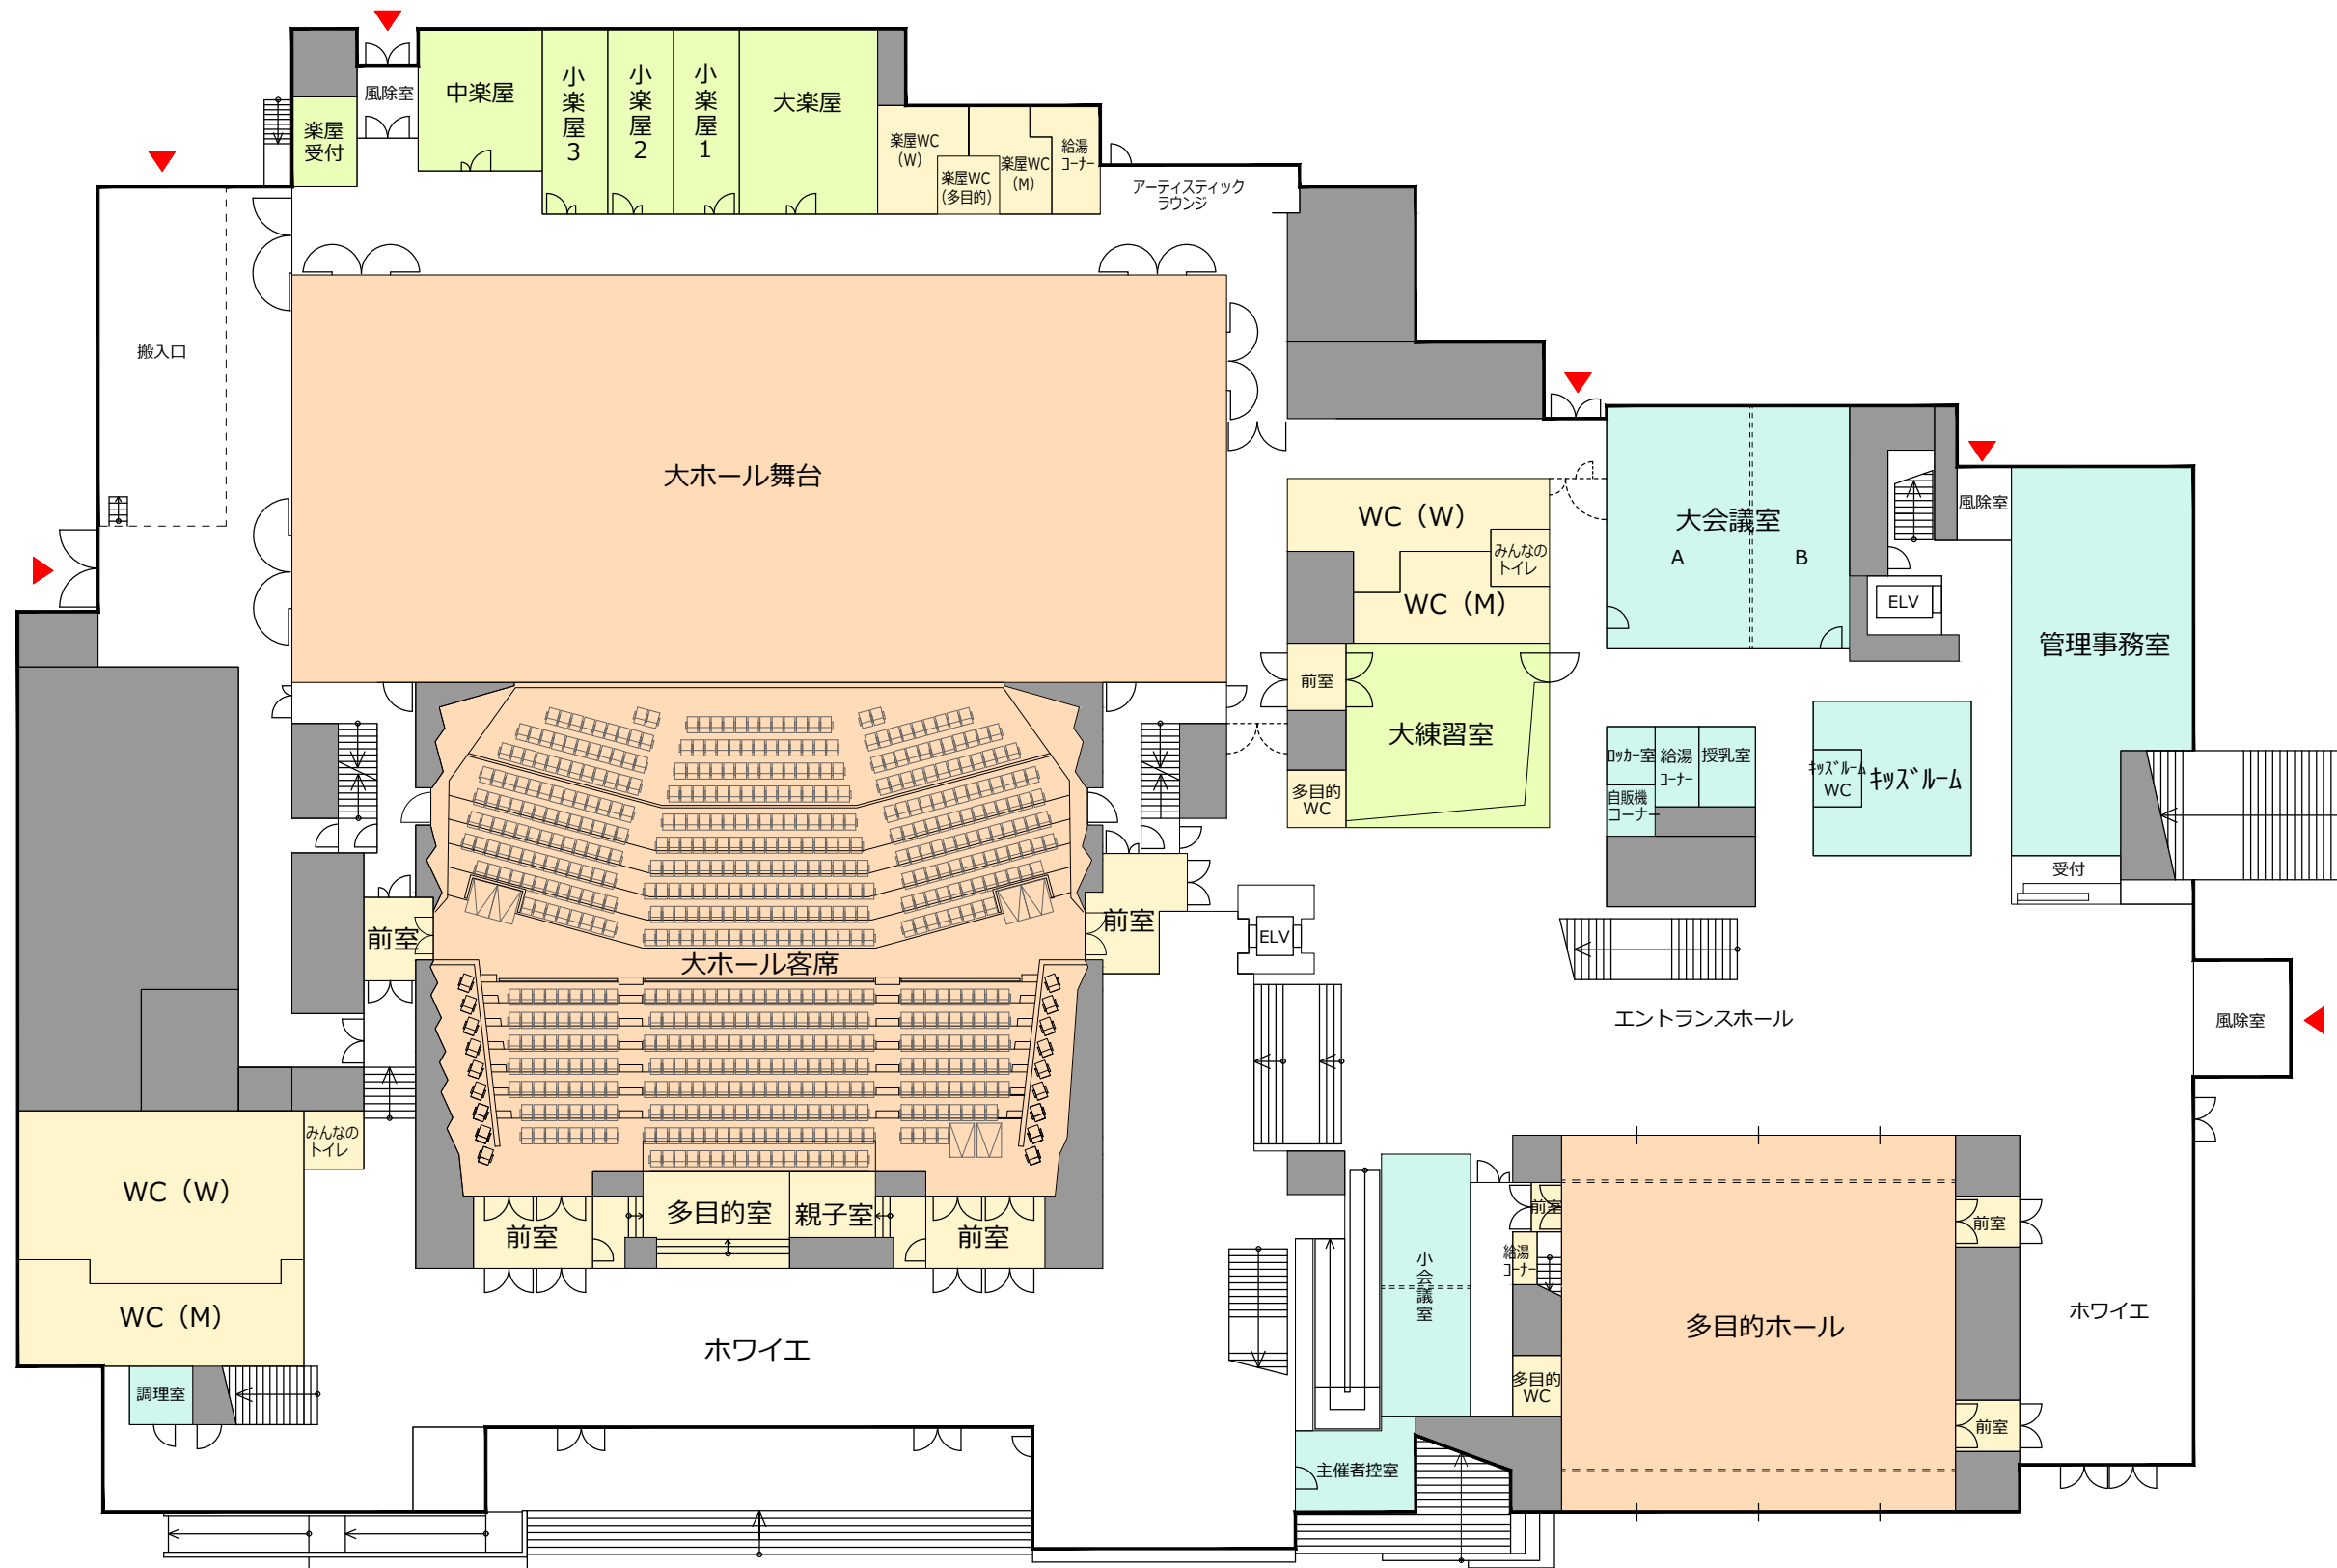 風除室
中楽屋
小楽屋3
小楽屋2
小楽屋1
大楽屋
楽屋
受付
楽屋WC
(W)
楽屋WC
(多目的)
楽屋WC
(M)
給湯
コーナー
アーティスティック
ラウンジ
搬入口
大ホール舞台
WC（W）
みんなの
トイレ
WC（M）
大会議室
A
B
風除室
ELV
管理事務室
前室
大練習室
多目的
WC
ロッカー室
給湯
コーナー
授乳室
自販機
コーナー
キッズルーム
WC
キッズルーム
受付
前室
前室
大ホール客席
ELV
エントランスホール
風除室
みんなの
トイレ
WC（W）
WC（M）
調理室
前室
多目的室
親子室
前室
ホワイエ
小会議室
前室
給湯
コーナー
多目的
WC
多目的ホール
前室
前室
ホワイエ
主催者控室